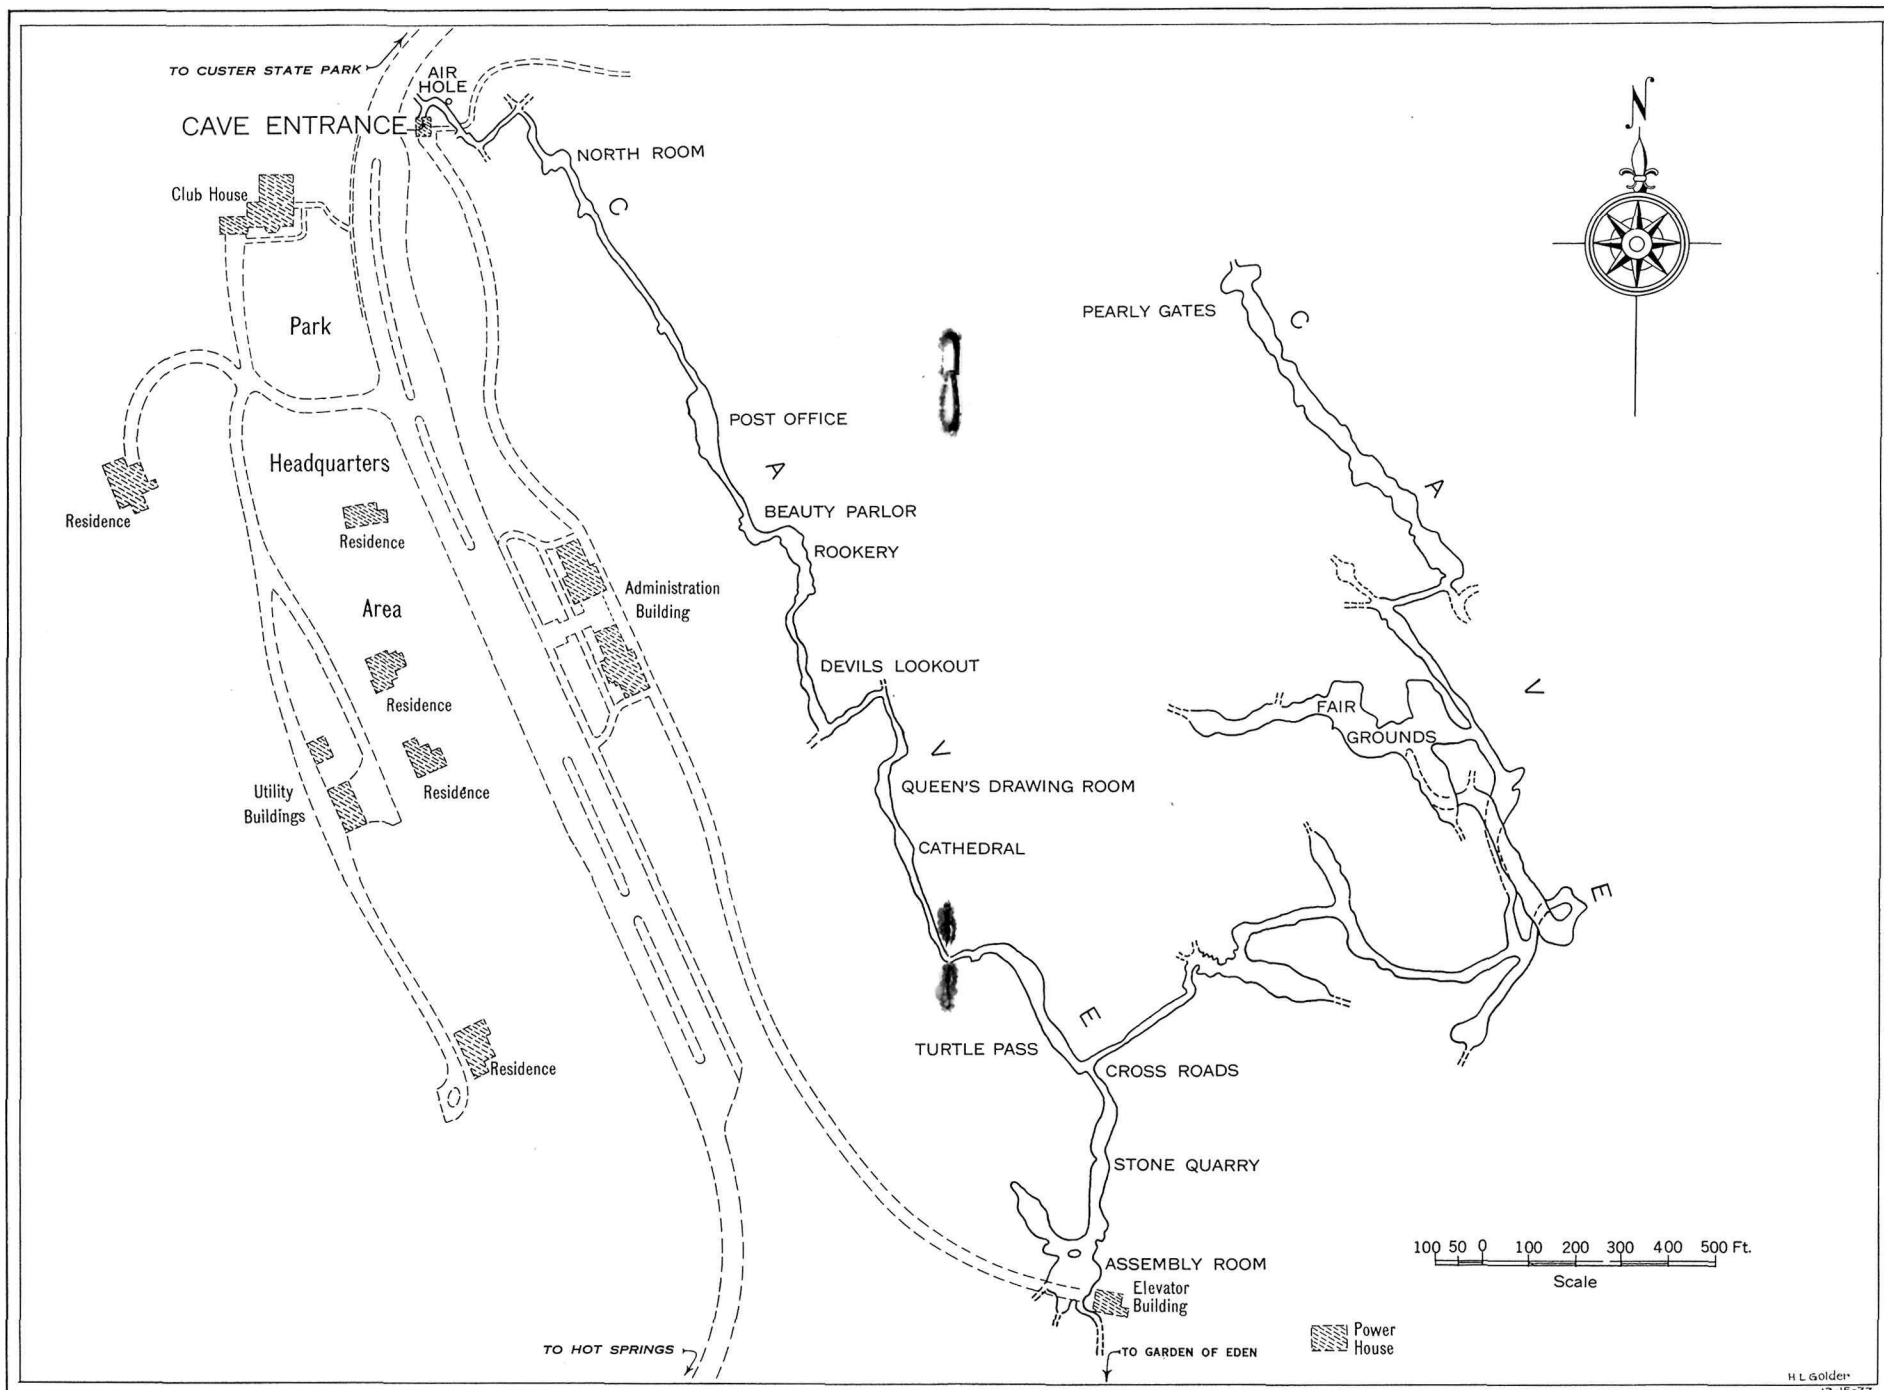 TO CUSTER STATE PARK
AIR
HOLE
N
CAVE ENTRANCE
NORTH ROOM
Club House
C
PEARLY GATES
C
Park
POST OFFICE
A
Headquarters
A
BEAUTY PARLOR
Residence
Residence
ROOKERY
Administration
Building
Area
DEVILS LOOKOUT
V
Residence
FAIR
GROUNDS
V
QUEEN'S DRAWING ROOM
Residence
Utility
Buildings
CATHEDRAL
E
E
TURTLE PASS
CROSS ROADS
Residence
STONE QUARRY
ASSEMBLY ROOM
Elevator
Building
100 50 0 100 200 300 400 500 Ft.
Scale
Power
House
TO HOT SPRINGS
TO GARDEN OF EDEN
H L Golder